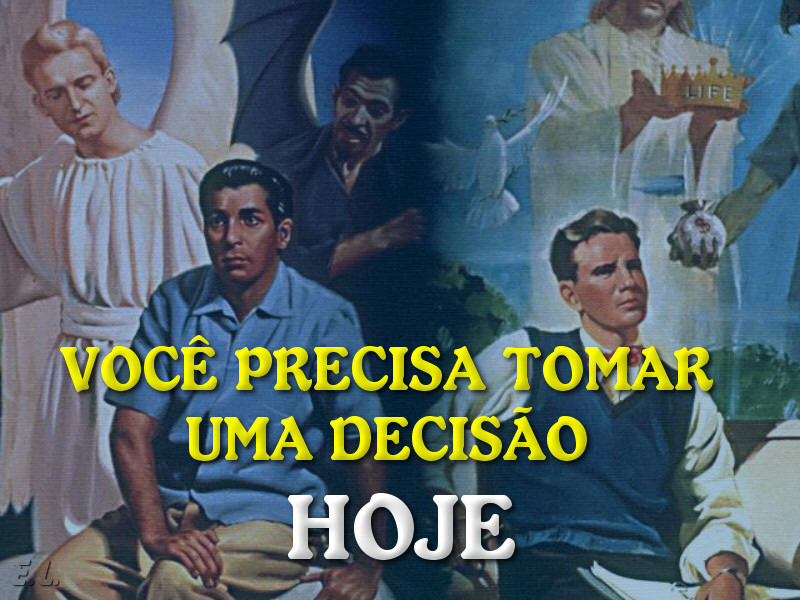 LIFE
VOCÊ PRECISA TOMAR
UMA DECISÃO
HOJE
E. L.